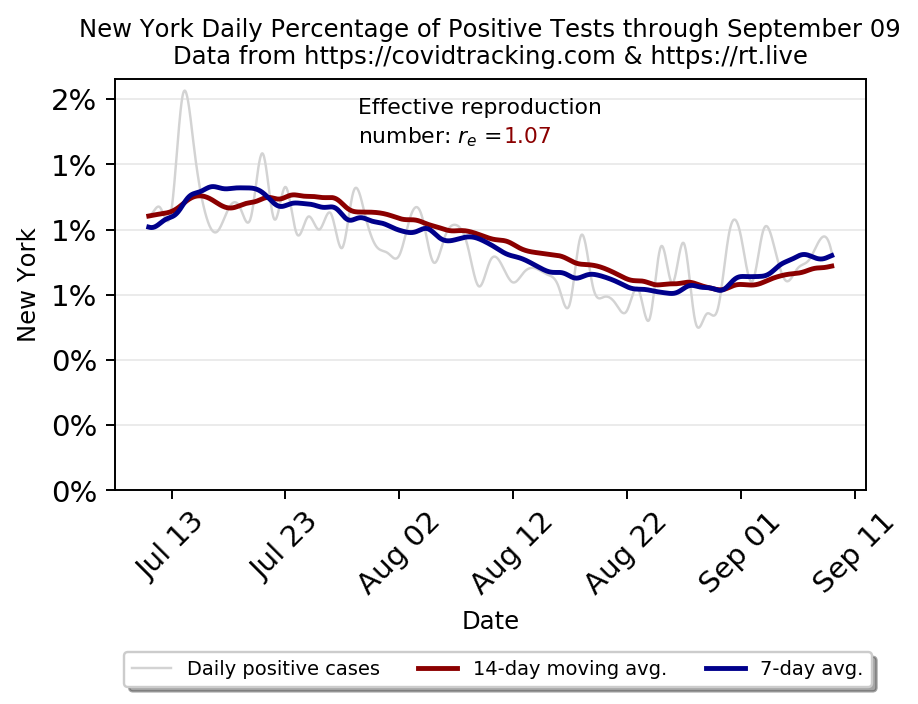 New York Daily Percentage of Positive Tests through September 09
Data from https://covidtracking.com & https://rt.live
Effective reproduction
number: rₑ =1.07
2%
1%
1%
1%
0%
0%
0%
New York
Jul 13
Jul 23
Aug 02
Aug 12
Aug 22
Sep 01
Sep 11
Date
Daily positive cases
14-day moving avg.
7-day avg.